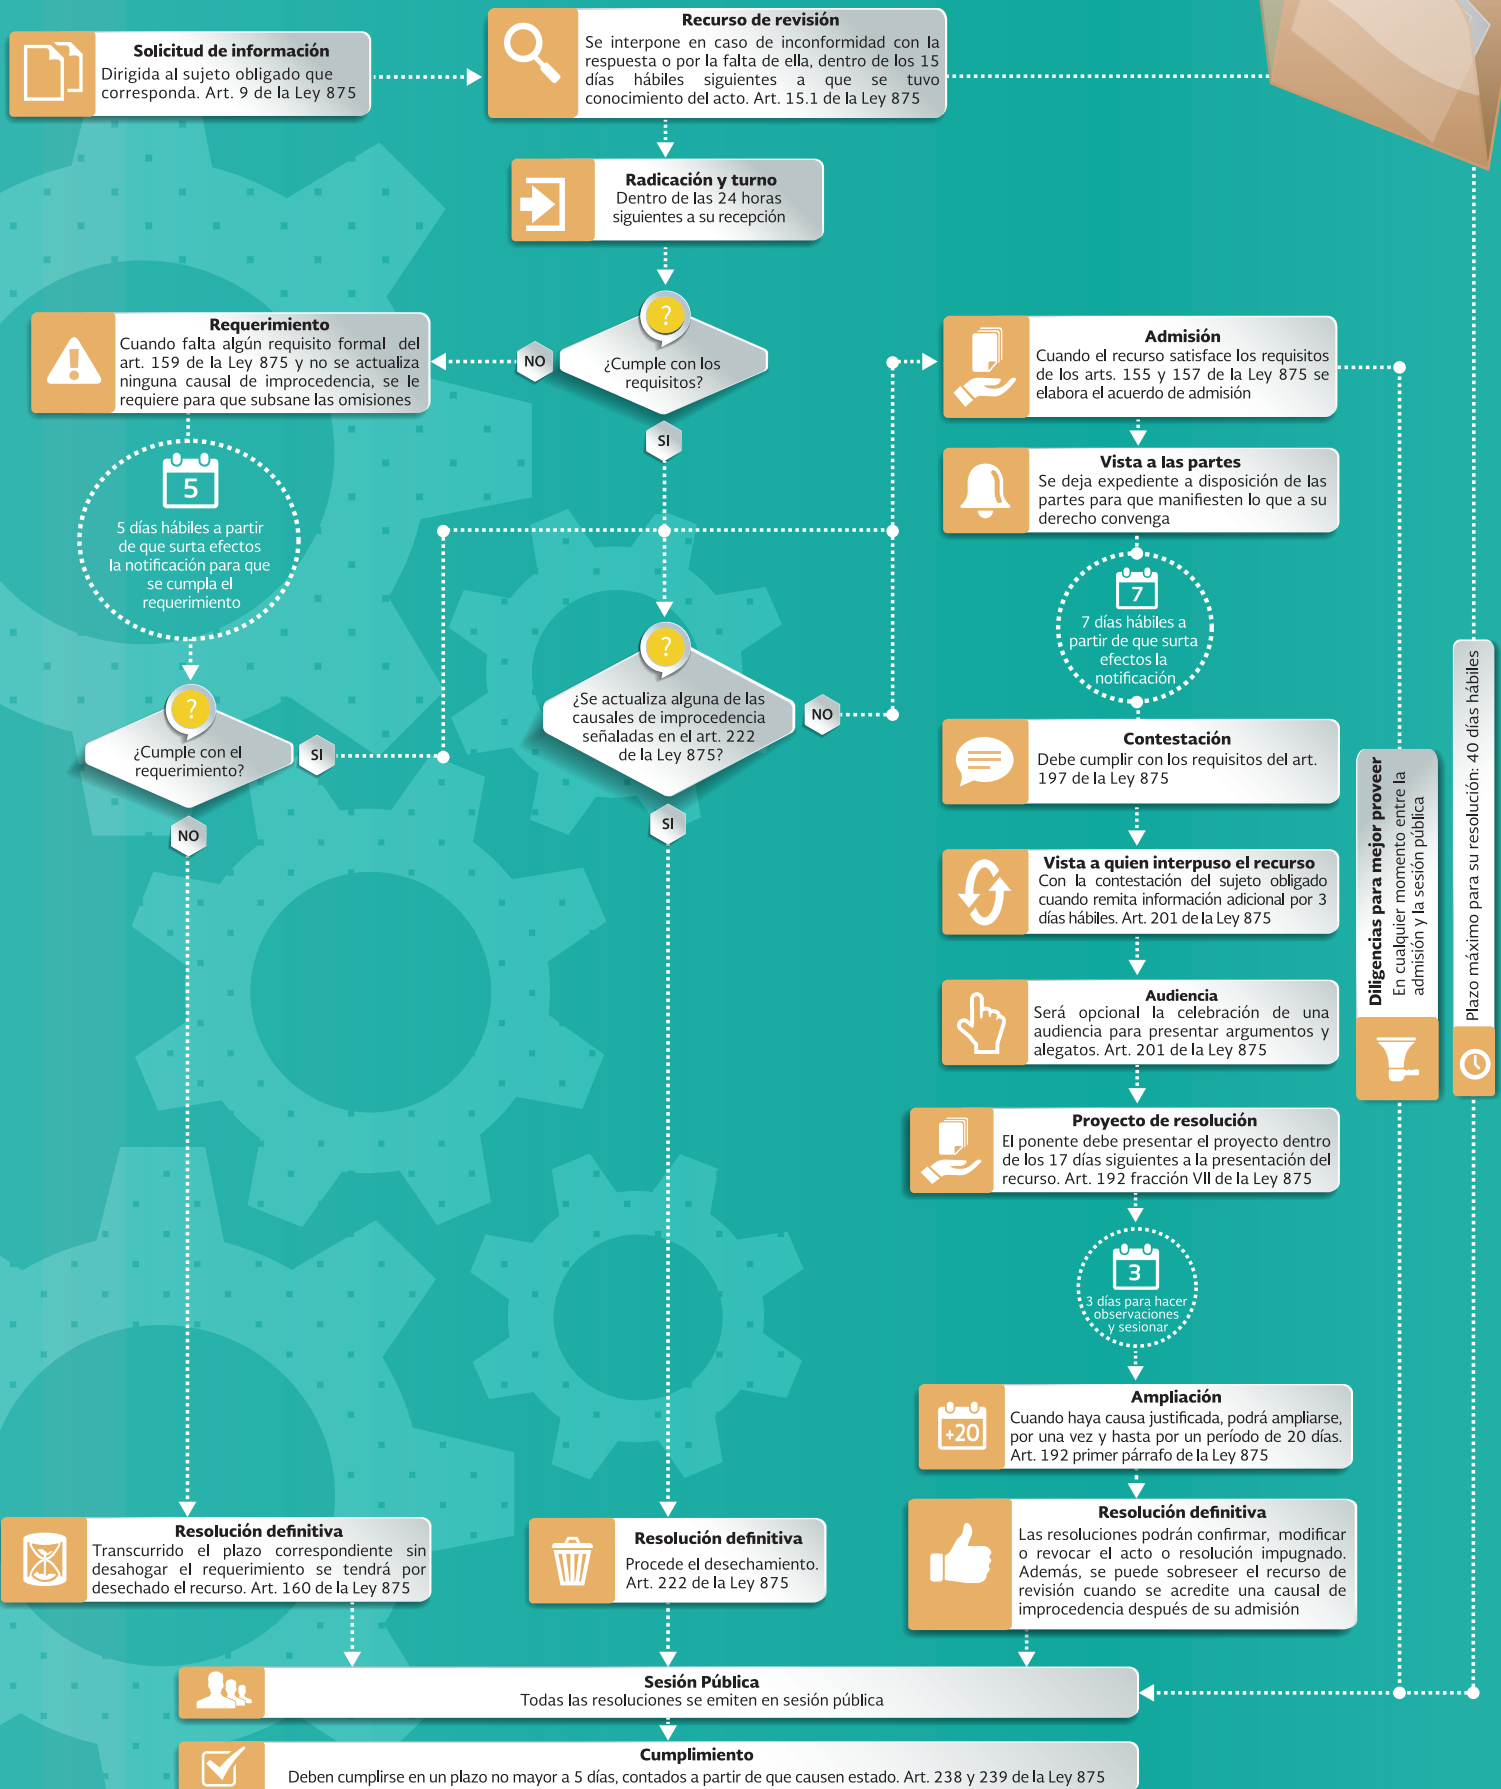 Solicitud de información
Dirigida al sujeto obligado que
corresponda. Art. 9 de la Ley 875
Recurso de revisión
Se interpone en caso de inconformidad con la
respuesta o por la falta de ella, dentro de los 15
días hábiles siguientes a que se tuvo
conocimiento del acto. Art. 15.1 de la Ley 875
Radicación y turno
Dentro de las 24 horas
siguientes a su recepción
?
¿Cumple con los
requisitos?
NO
SI
Requerimiento
Cuando falta algún requisito formal del
art. 159 de la Ley 875 y no se actualiza
ninguna causal de improcedencia, se le
requiere para que subsane las omisiones
5
5 días hábiles a partir
de que surta efectos
la notificación para que
se cumpla el
requerimiento
?
¿Cumple con el
requerimiento?
SI
NO
?
¿Se actualiza alguna de las
causales de improcedencia
señaladas en el art. 222
de la Ley 875?
NO
SI
Admisión
Cuando el recurso satisface los requisitos
de los arts. 155 y 157 de la Ley 875 se
elabora el acuerdo de admisión
Vista a las partes
Se deja expediente a disposición de las
partes para que manifiesten lo que a su
derecho convenga
7
7 días hábiles a
partir de que surta
efectos la
notificación
Contestación
Debe cumplir con los requisitos del art.
197 de la Ley 875
Vista a quien interpuso el recurso
Con la contestación del sujeto obligado
cuando remita información adicional por 3
días hábiles. Art. 201 de la Ley 875
Audiencia
Será opcional la celebración de una
audiencia para presentar argumentos y
alegatos. Art. 201 de la Ley 875
Proyecto de resolución
El ponente debe presentar el proyecto dentro
de los 17 días siguientes a la presentación del
recurso. Art. 192 fracción VII de la Ley 875
3
3 días para hacer
observaciones
y sesionar
+20
Ampliación
Cuando haya causa justificada, podrá ampliarse,
por una vez y hasta por un período de 20 días.
Art. 192 primer párrafo de la Ley 875
Diligencias para mejor proveer
En cualquier momento entre la
admisión y la sesión pública
Plazo máximo para su resolución: 40 días hábiles
Resolución definitiva
Transcurrido el plazo correspondiente sin
desahogar el requerimiento se tendrá por
desechado el recurso. Art. 160 de la Ley 875
Resolución definitiva
Procede el desechamiento.
Art. 222 de la Ley 875
Resolución definitiva
Las resoluciones podrán confirmar, modificar
o revocar el acto o resolución impugnado.
Además, se puede sobreseer el recurso de
revisión cuando se acredite una causal de
improcedencia después de su admisión
Sesión Pública
Todas las resoluciones se emiten en sesión pública
Cumplimiento
Deben cumplirse en un plazo no mayor a 5 días, contados a partir de que causen estado. Art. 238 y 239 de la Ley 875